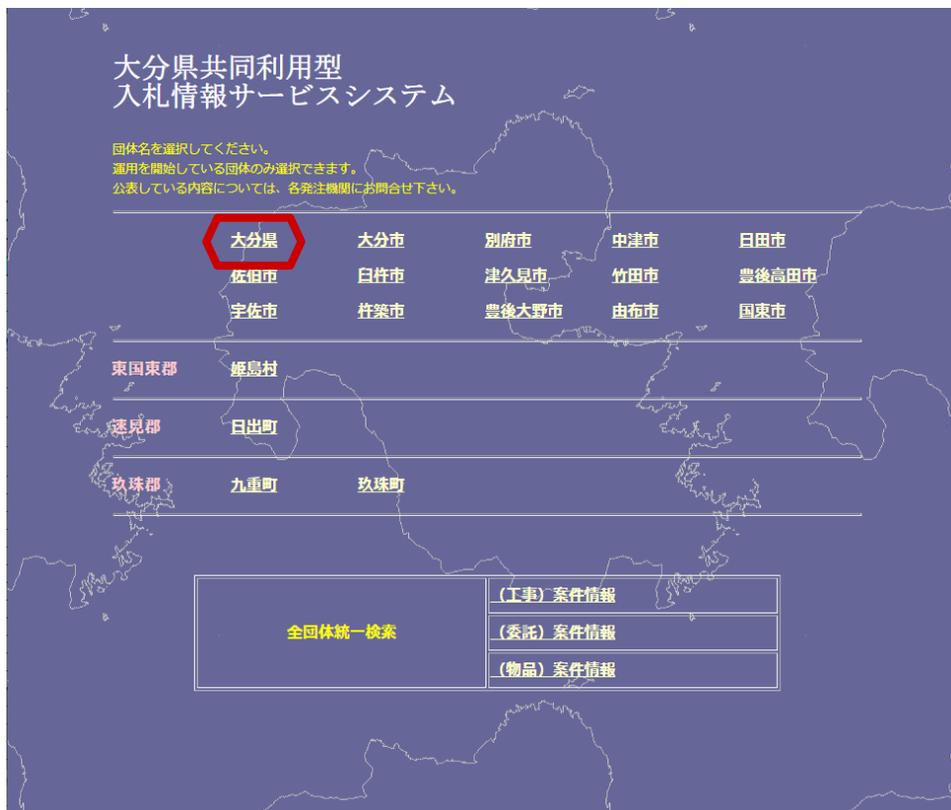 大分県共同利用型
入札情報サービスシステム
団体名を選択してください。
運用を開始している団体のみ選択できます。
公表している内容については、各発注機関にお問合せ下さい。
大分県 大分市 別府市 中津市 日田市
佐伯市 臼杵市 津久見市 竹田市 豊後高田市
宇佐市 杵築市 豊後大野市 由布市 国東市
東国東郡 姫島村
速見郡 日出町
玖珠郡 九重町 玖珠町
全団体統一検索
(工事)案件情報
(委託)案件情報
(物品)案件情報